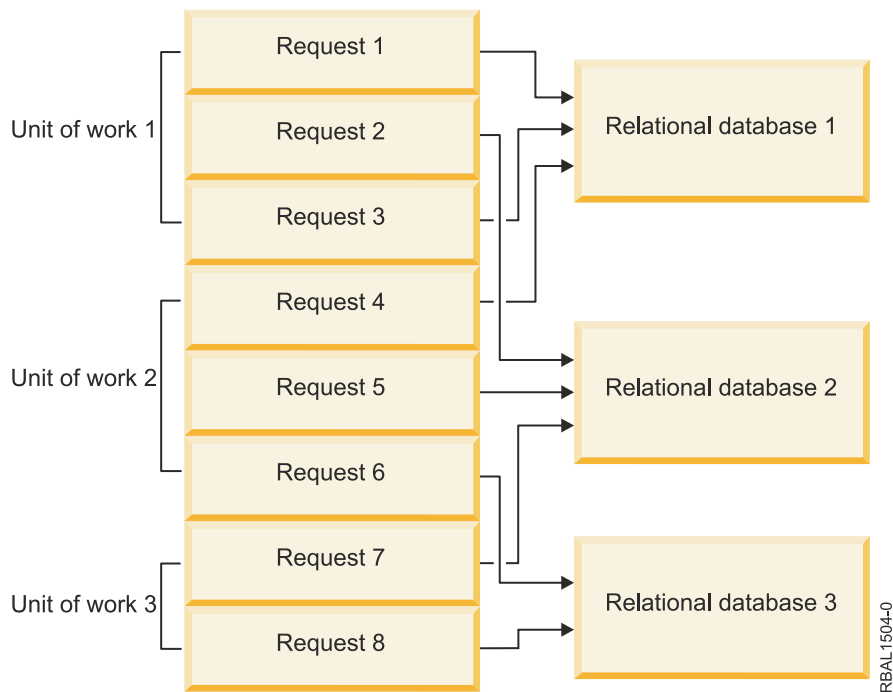 Request 1
Request 2
Request 3
Request 4
Request 5
Request 6
Request 7
Request 8
Unit of work 1
Unit of work 2
Unit of work 3
Relational database 1
Relational database 2
Relational database 3
RBAL1504-0